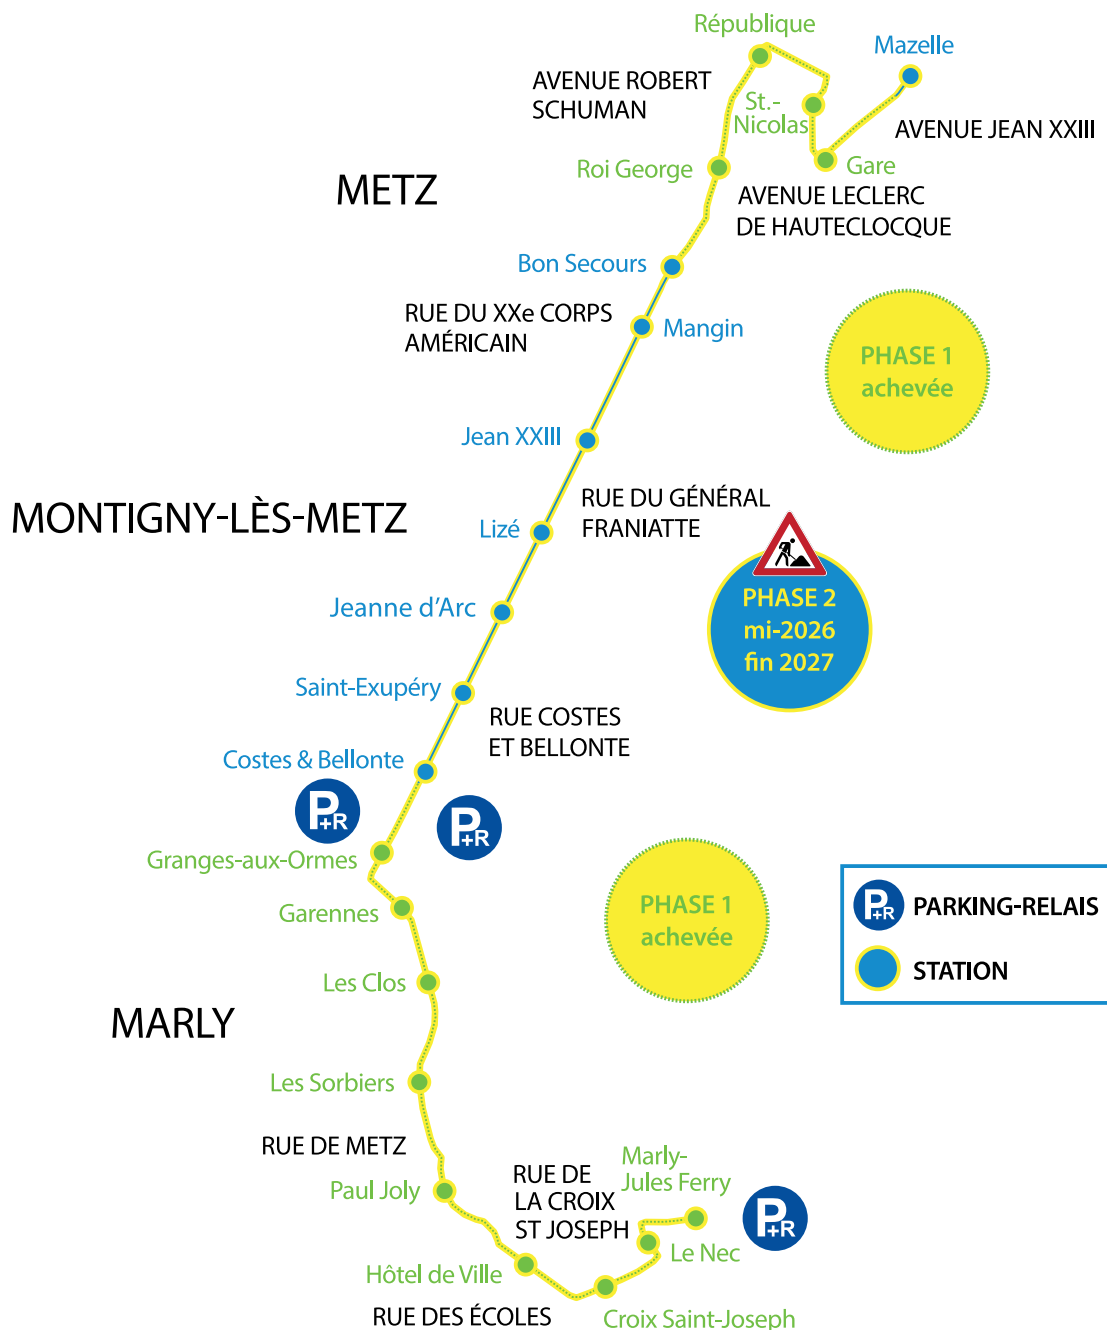 République
Mazelle
AVENUE ROBERT
SCHUMAN
St.-
Nicolas
AVENUE JEAN XXIII
Roi George
Gare
METZ
AVENUE LECLERC
DE HAUTECLOCQUE
Bon Secours
RUE DU XXe CORPS
AMÉRICAIN
Mangin
PHASE 1
achevée
Jean XXIII
MONTIGNY-LÈS-METZ
RUE DU GÉNÉRAL
FRANIATTE
Lizé
PHASE 2
mi-2026
fin 2027
Jeanne d'Arc
Saint-Exupéry
RUE COSTES
ET BELLONTE
Costes & Bellonte
P+R
P+R
Granges-aux-Ormes
Garennes
PHASE 1
achevée
P+R PARKING-RELAIS
STATION
Les Clos
MARLY
Les Sorbiers
RUE DE METZ
Paul Joly
RUE DE
LA CROIX
ST JOSEPH
Marly-
Jules Ferry
P+R
Le Nec
Hôtel de Ville
RUE DES ÉCOLES
Croix Saint-Joseph